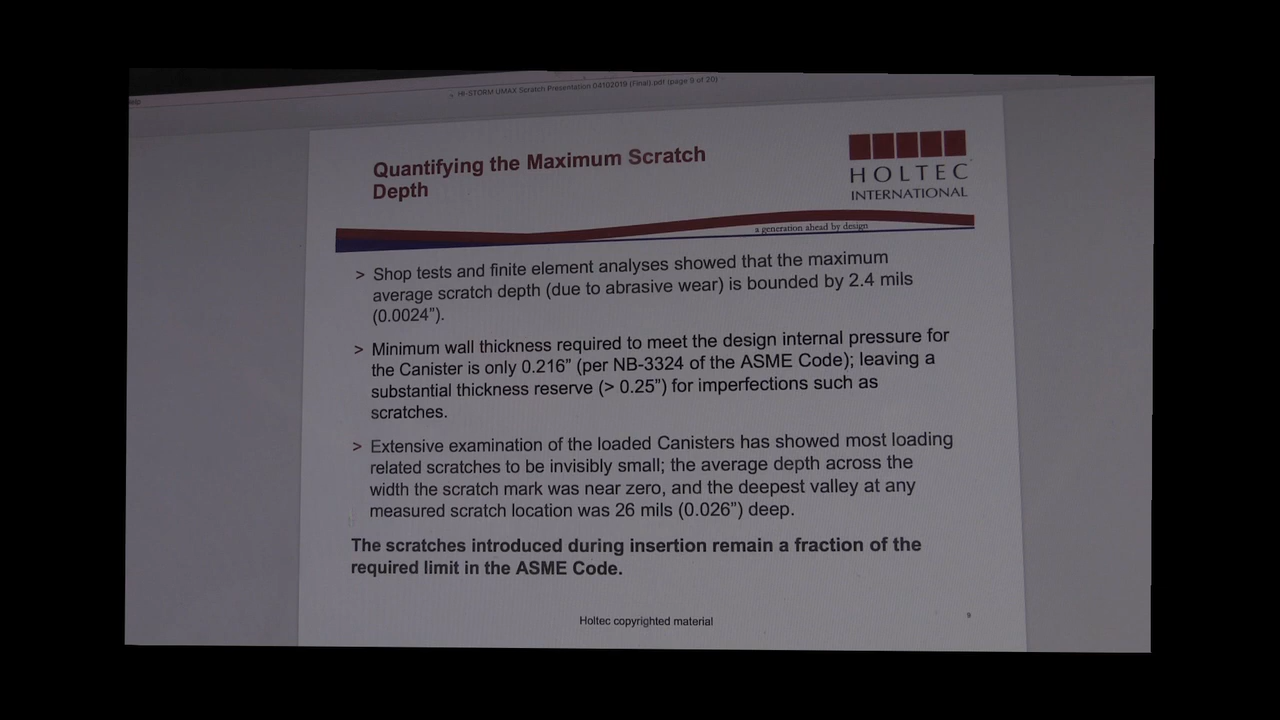 HI-STORM UMAX Scratch Presentation 04102019 (Final).pdf (page 9 of 20)
Quantifying the Maximum Scratch
Depth
HOLTEC
INTERNATIONAL
a generation ahead by design
> Shop tests and finite element analyses showed that the maximum
average scratch depth (due to abrasive wear) is bounded by 2.4 mils
(0.0024”).
> Minimum wall thickness required to meet the design internal pressure for
the Canister is only 0.216” (per NB-3324 of the ASME Code); leaving a
substantial thickness reserve (> 0.25”) for imperfections such as
scratches.
> Extensive examination of the loaded Canisters has showed most loading
related scratches to be invisibly small; the average depth across the
width the scratch mark was near zero, and the deepest valley at any
measured scratch location was 26 mils (0.026”) deep.
The scratches introduced during insertion remain a fraction of the
required limit in the ASME Code.
Holtec copyrighted material
9